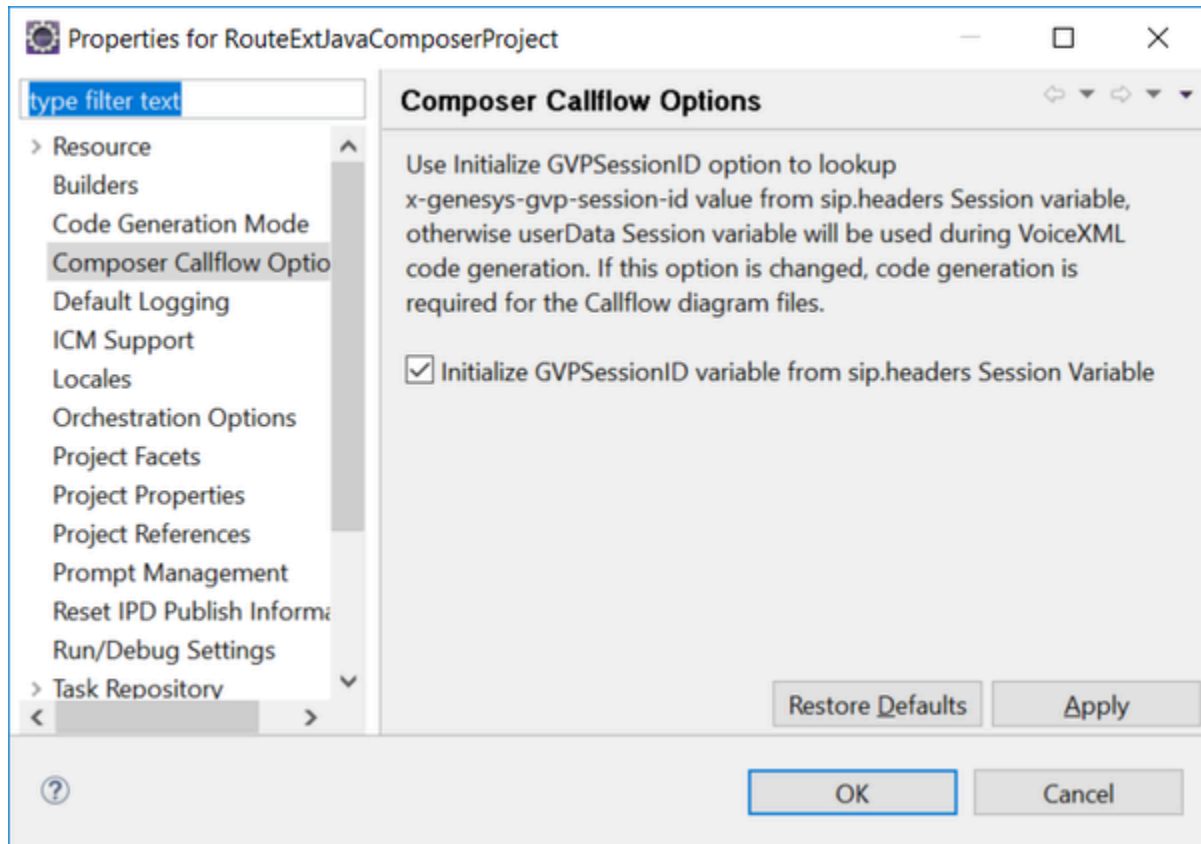 Properties for RouteExtJavaComposerProject
type filter text
Resource
Builders
Code Generation Mode
Composer Callflow Optio
Default Logging
ICM Support
Locales
Orchestration Options
Project Facets
Project Properties
Project References
Prompt Management
Reset IPD Publish Informa
Run/Debug Settings
Task Repository
Composer Callflow Options
Use Initialize GVPSessionID option to lookup
x-genesys-gvp-session-id value from sip.headers Session variable,
otherwise userData Session variable will be used during VoiceXML
code generation. If this option is changed, code generation is
required for the Callflow diagram files.
Initialize GVPSessionID variable from sip.headers Session Variable
Restore Defaults
Apply
?
OK
Cancel